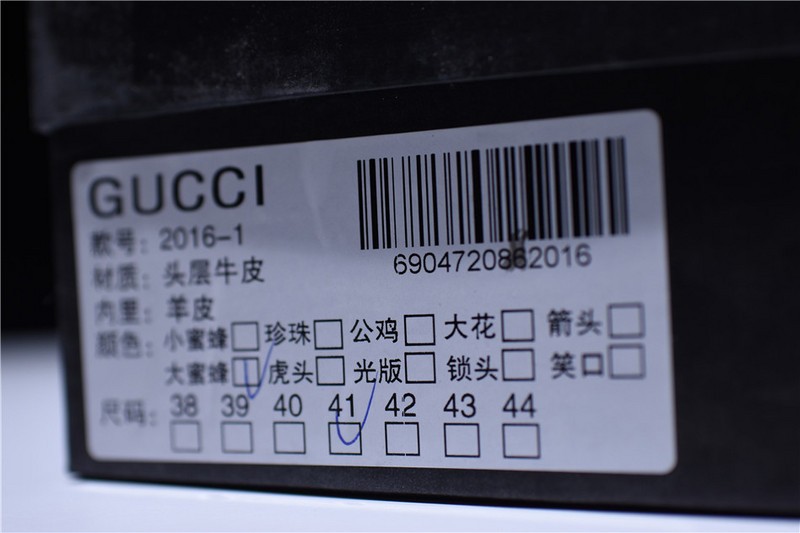 GUCCI
款号：2016-1
材质：头层牛皮
内里：羊皮
颜色：小蜜蜂□ 珍珠□ 公鸡□ 大花□ 箭头□
大蜜蜂□ 虎头□ 光版□ 锁头□ 笑口□
尺码：38 39 40 41 42 43 44
6904720862016